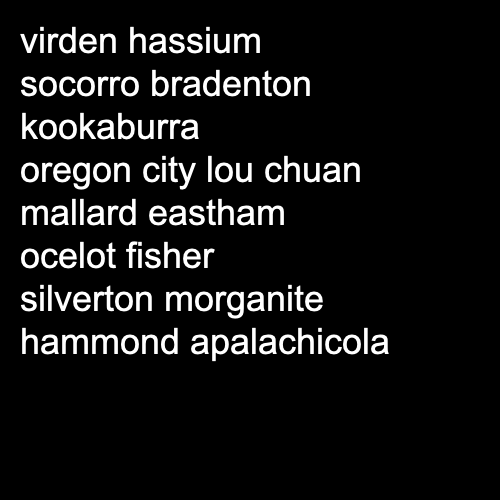 virden hassium
socorro bradenton
kookaburra
oregon city lou chuan
mallard eastham
ocelot fisher
silverton morganite
hammond apalachicola